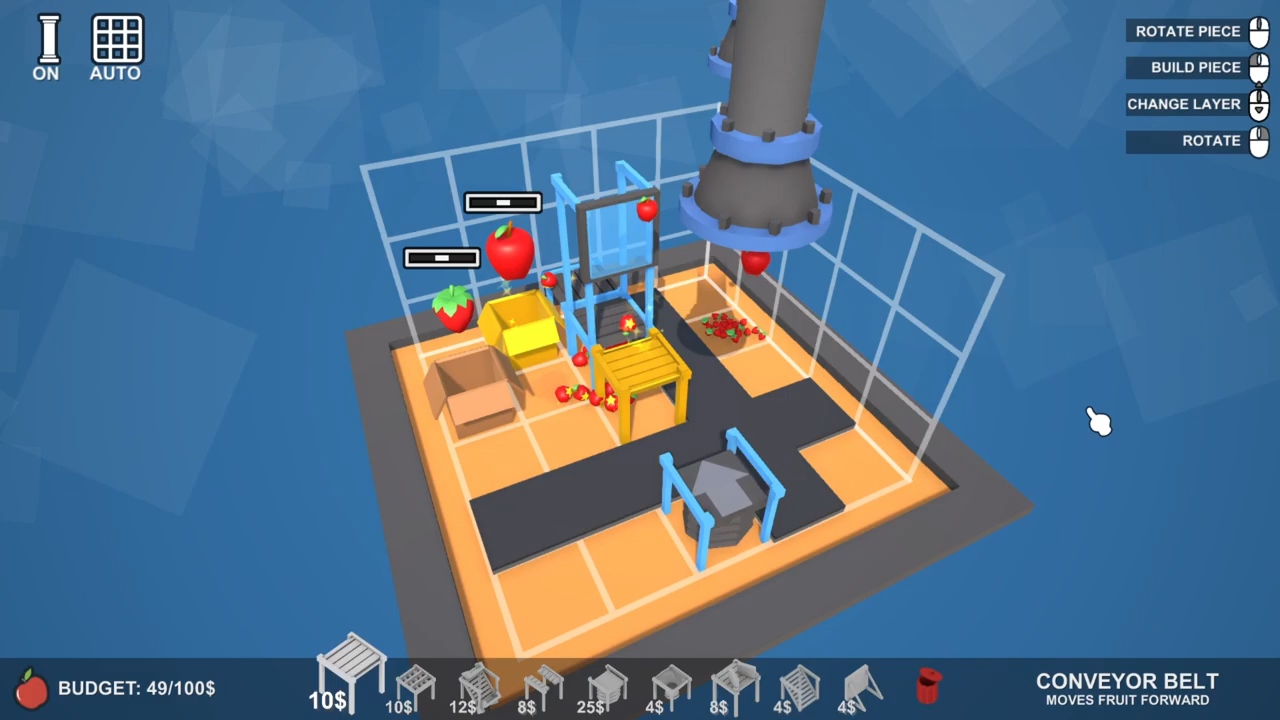 ON
AUTO
ROTATE PIECE
BUILD PIECE
CHANGE LAYER
ROTATE
BUDGET: 49/100$
10$
10$
12$
8$
25$
4$
8$
4$
4$
CONVEYOR BELT
MOVES FRUIT FORWARD